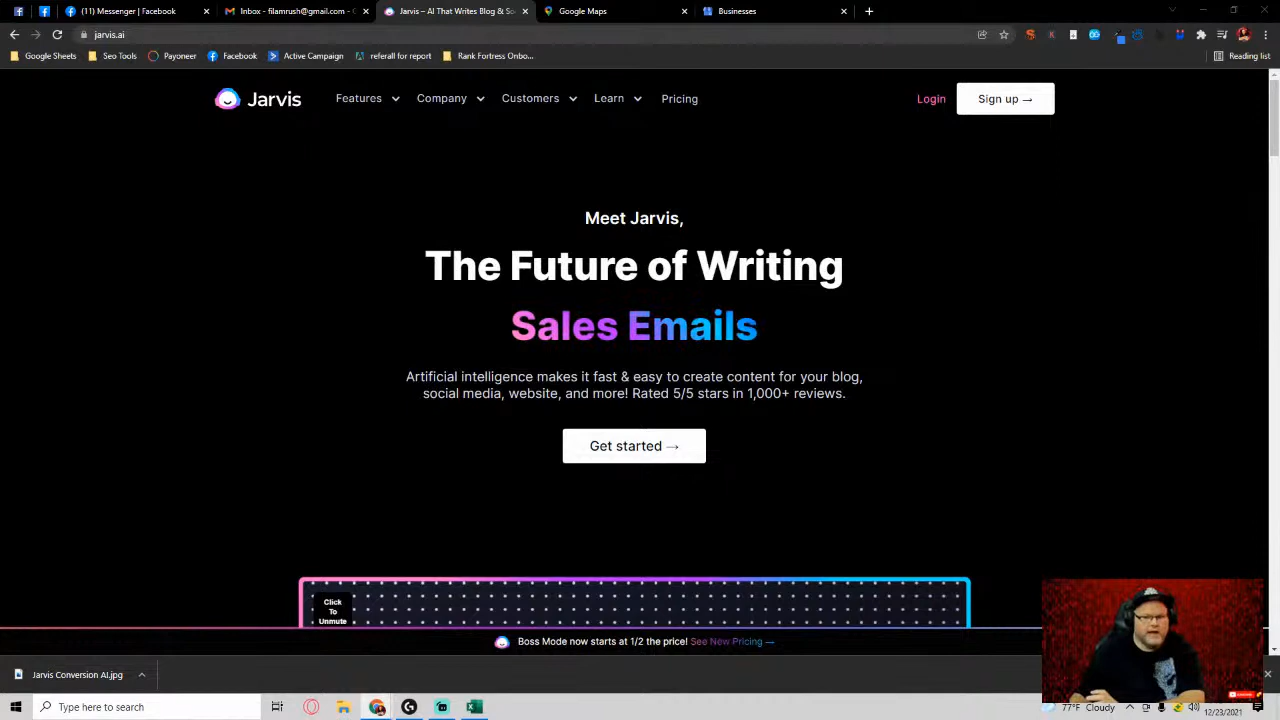 (11) Messenger | Facebook
Inbox - filamrush@gmail.com - G
Jarvis – AI That Writes Blog & So
Google Maps
Businesses
jarvis.ai
Google Sheets
Seo Tools
Payoneer
Facebook
Active Campaign
referall for report
Rank Fortress Onbo...
Reading list
Jarvis
Features
Company
Customers
Learn
Pricing
Login
Sign up →
Meet Jarvis,
The Future of Writing
Sales Emails
Artificial intelligence makes it fast & easy to create content for your blog,
social media, website, and more! Rated 5/5 stars in 1,000+ reviews.
Get started →
Click
To
Unmute
Boss Mode now starts at 1/2 the price! See New Pricing →
Jarvis Conversion AI.jpg
Type here to search
77°F Cloudy
12/23/2021